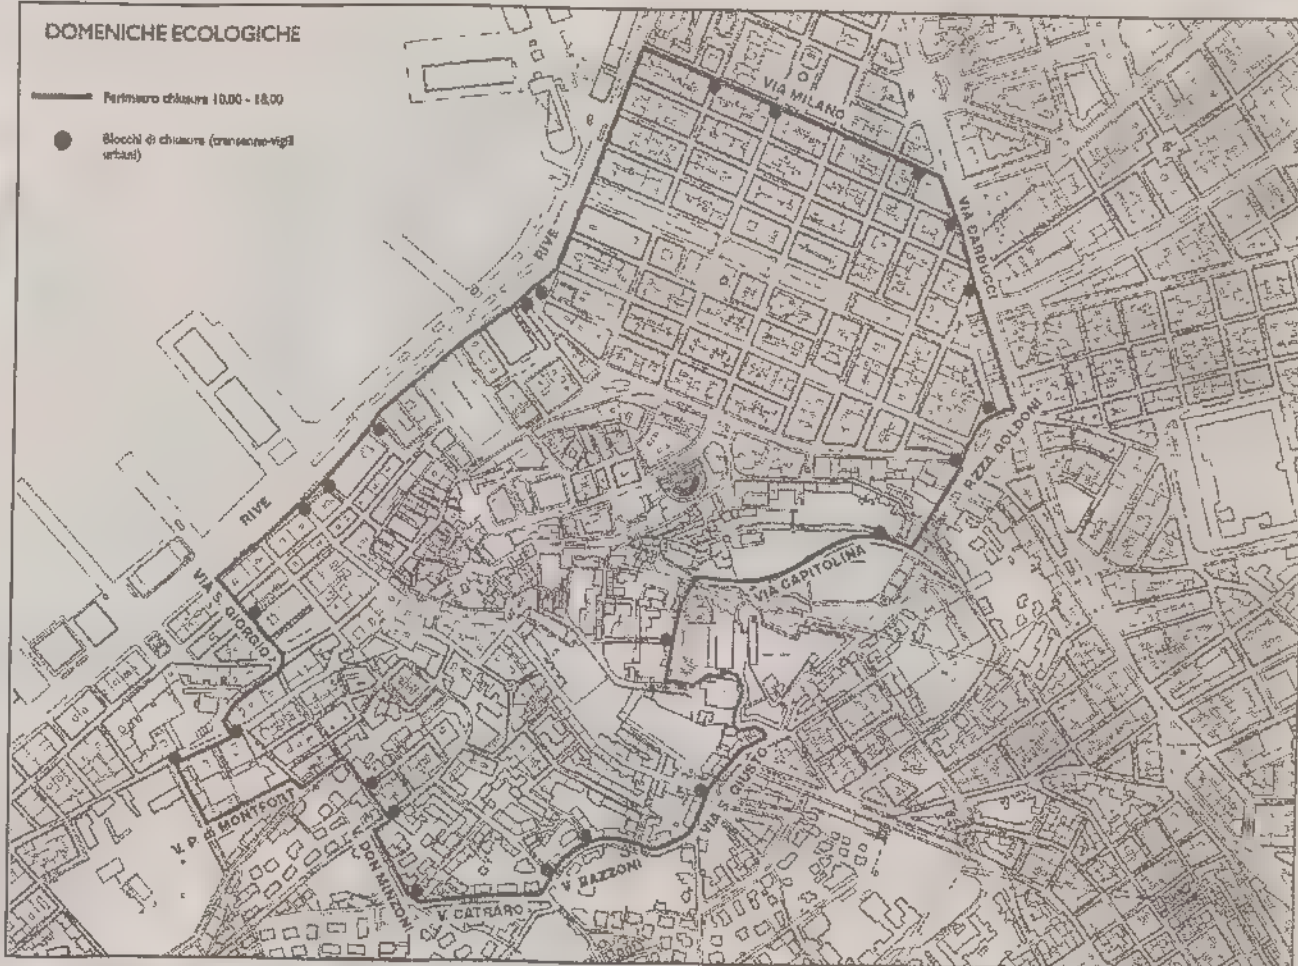 DOMENICHE ECOLOGICHE
Perimetro chiusura 10.00 - 18.00
Blocchi di chiusura (transenne-vigili
urbani)
VIA MILANO
VIA CARDUCCI
RIVE
P.ZZA GOLDONI
RIVE
VIA CAPITOLINA
VIA S. GIORGIO
VIA S. GIUSTO
V. P. di MONTFORT
V. DON MINZONI
V. BAZZONI
V. CATRARO